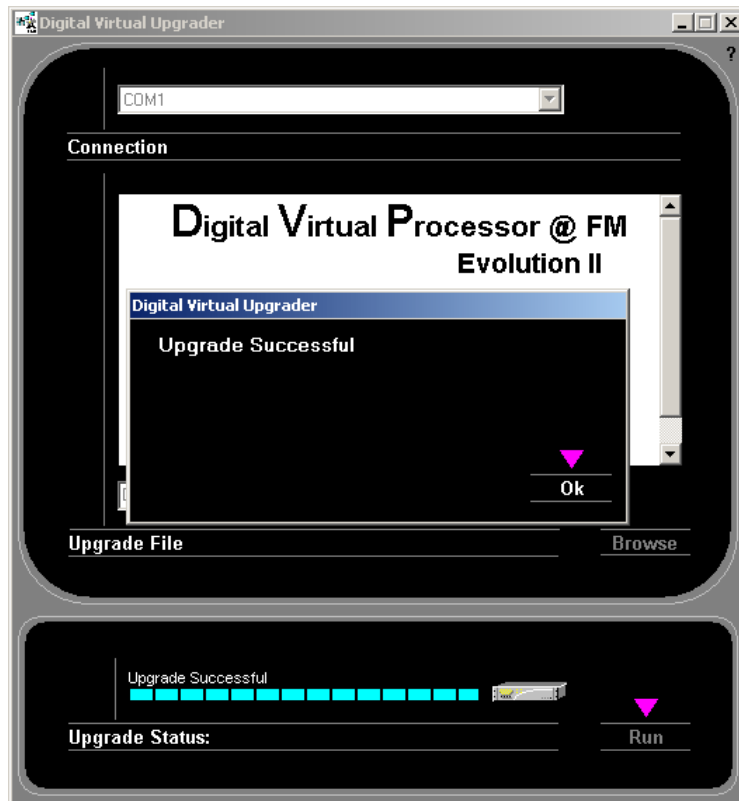 Digital Virtual Upgrader
?
COM1
Connection
Digital Virtual Processor @ FM
Evolution II
Digital Virtual Upgrader
Upgrade Successful
Ok
Upgrade File
Browse
Upgrade Successful
Upgrade Status:
Run